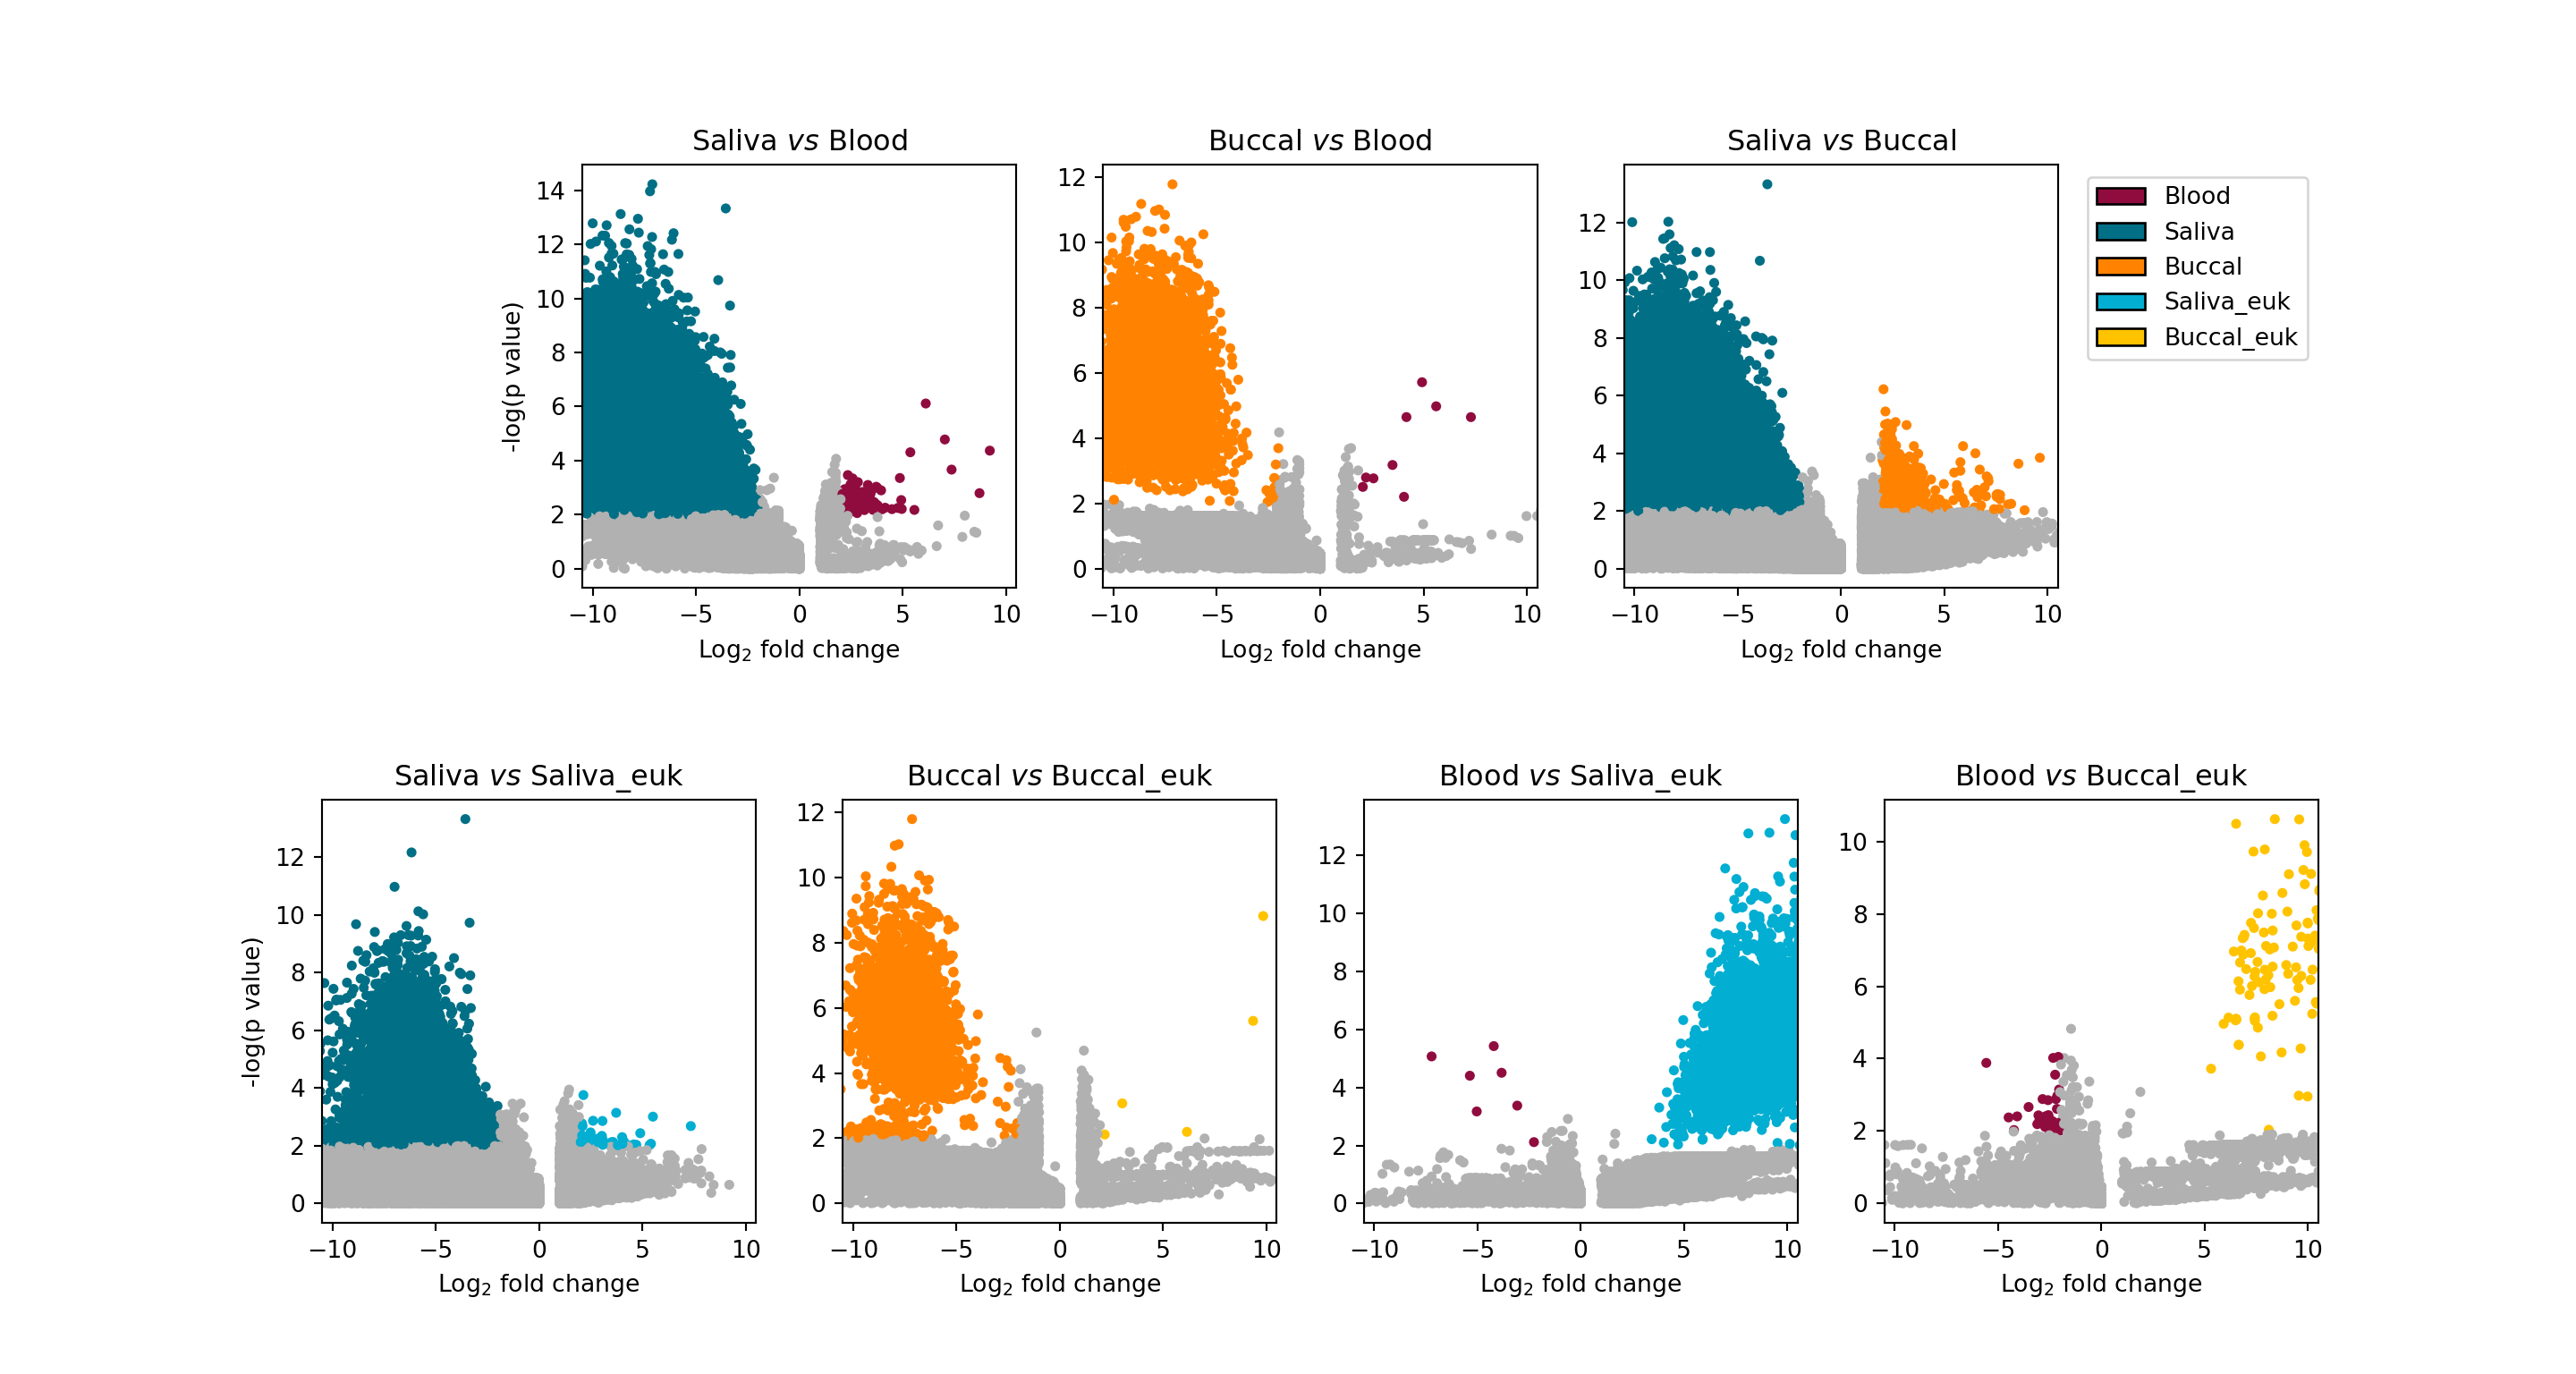 Saliva vs Blood
Buccal vs Blood
Saliva vs Buccal
-log(p value)
14
12
10
8
6
4
2
0
−10 −5 0 5 10
Log2 fold change
12
10
8
6
4
2
0
−10 −5 0 5 10
Log2 fold change
12
10
8
6
4
2
0
−10 −5 0 5 10
Log2 fold change
Blood
Saliva
Buccal
Saliva_euk
Buccal_euk
Saliva vs Saliva_euk
Buccal vs Buccal_euk
Blood vs Saliva_euk
Blood vs Buccal_euk
-log(p value)
12
10
8
6
4
2
0
−10 −5 0 5 10
Log2 fold change
12
10
8
6
4
2
0
−10 −5 0 5 10
Log2 fold change
12
10
8
6
4
2
0
−10 −5 0 5 10
Log2 fold change
10
8
6
4
2
0
−10 −5 0 5 10
Log2 fold change